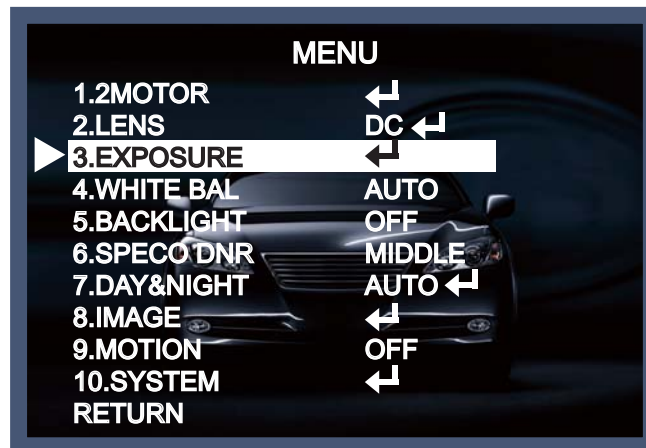 MENU
1.2MOTOR ↵
2.LENS DC ↵
3.EXPOSURE ↵
4.WHITE BAL AUTO
5.BACKLIGHT OFF
6.SPECO DNR MIDDLE
7.DAY&NIGHT AUTO ↵
8.IMAGE ↵
9.MOTION OFF
10.SYSTEM ↵
RETURN